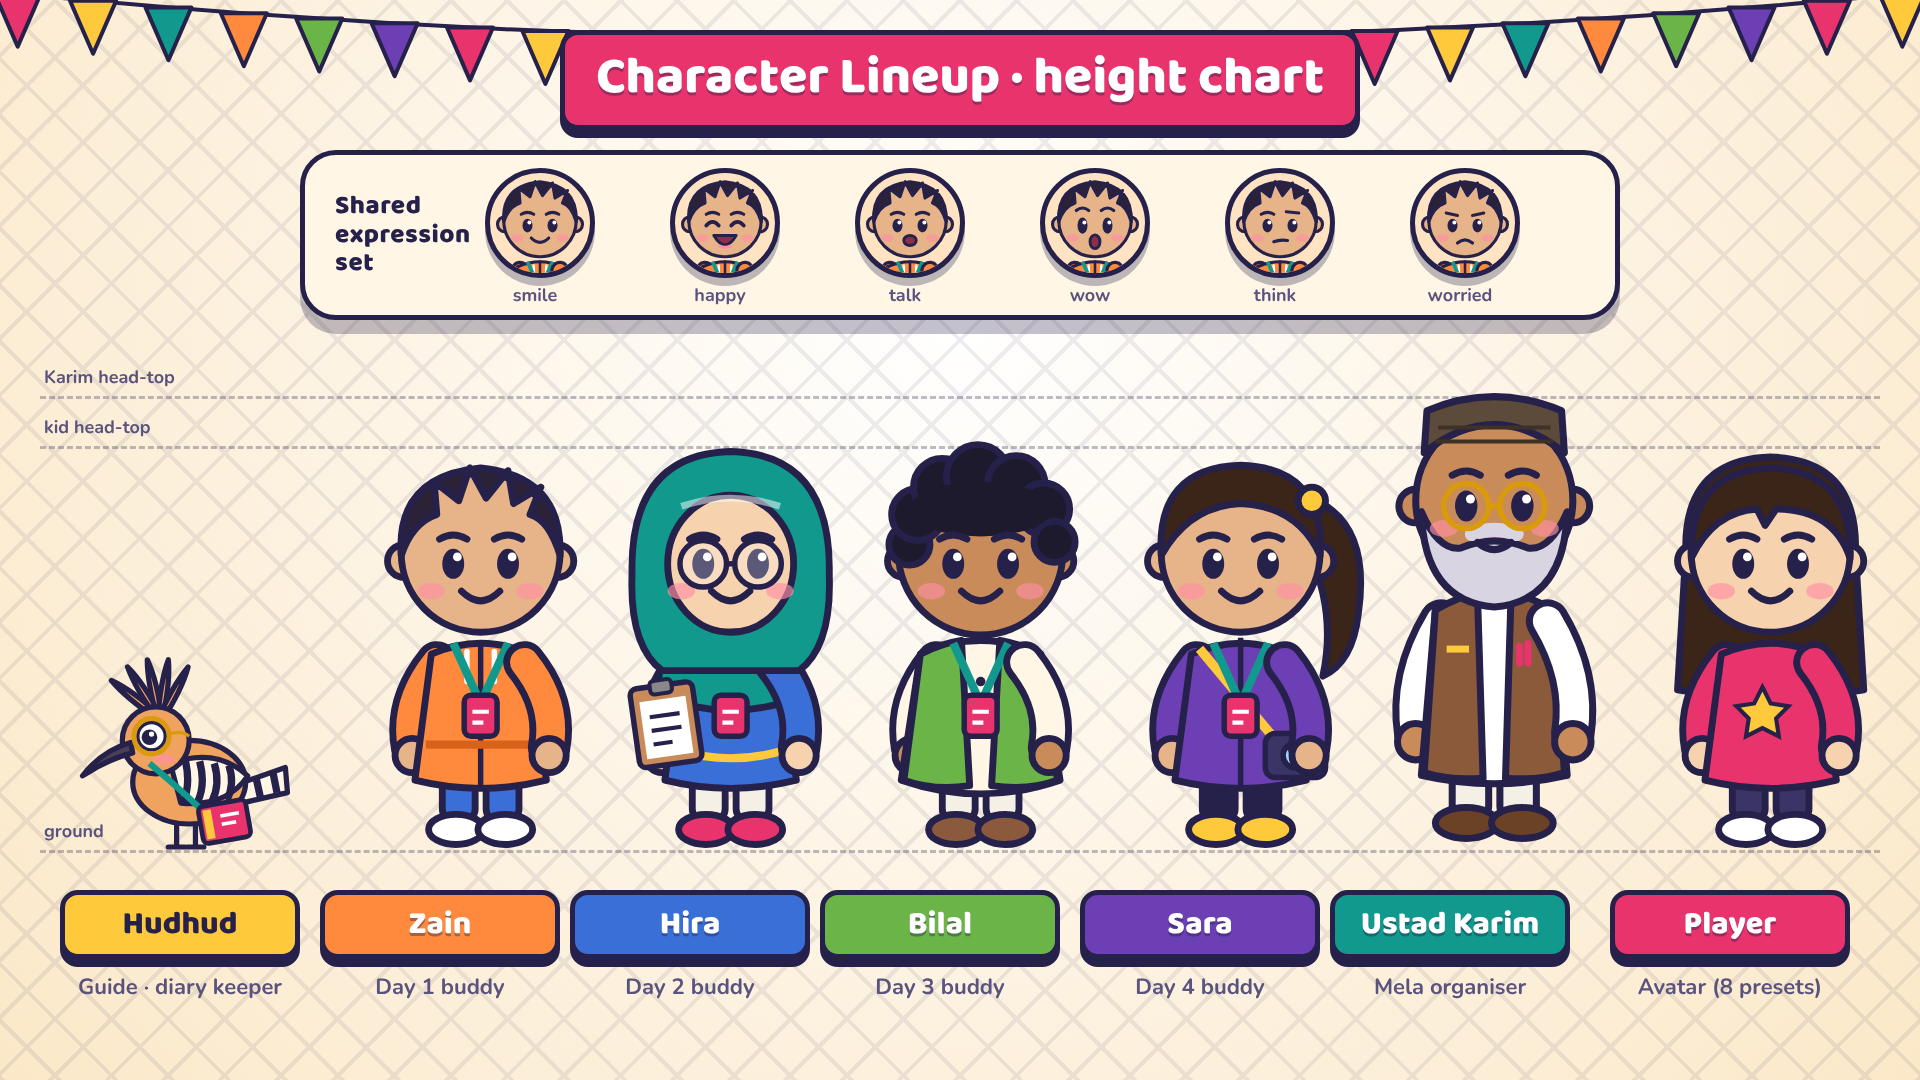 Character Lineup · height chart
Shared
expression
set
smile
happy
talk
wow
think
worried
Karim head-top
kid head-top
ground
Hudhud
Zain
Hira
Bilal
Sara
Ustad Karim
Player
Guide · diary keeper
Day 1 buddy
Day 2 buddy
Day 3 buddy
Day 4 buddy
Mela organiser
Avatar (8 presets)